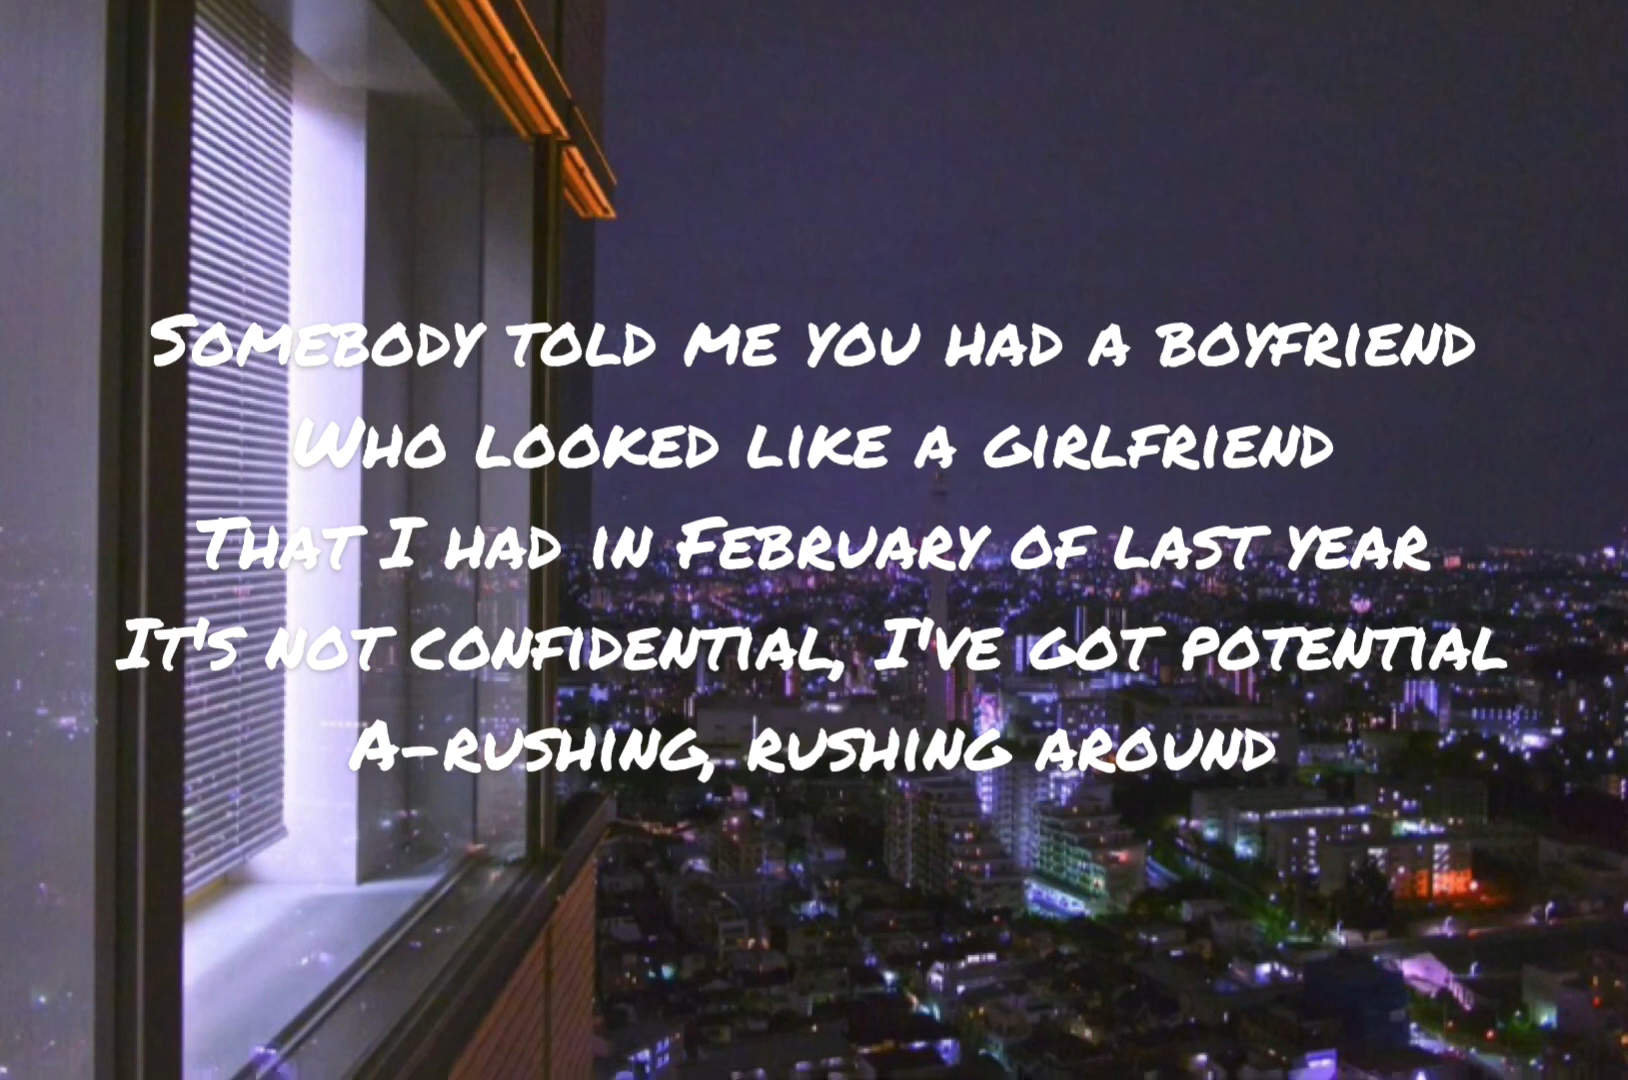 Somebody told me you had a boyfriend
Who looked like a girlfriend
That I had in February of last year
It's not confidential, I've got potential
A-rushing, rushing around